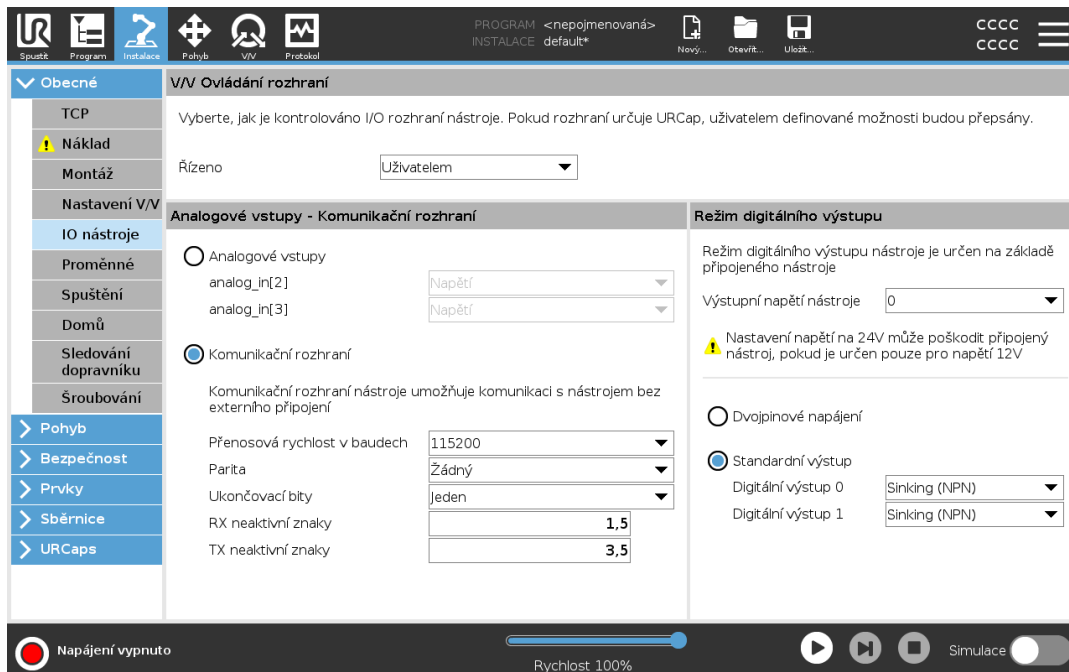 PROGRAM <nepojmenovaná>
INSTALACE default*
Spustit
Program
Instalace
Pohyb
V/V
Protokol
Nový...
Otevřít...
Uložit...
CCCC
CCCC
Obecné
TCP
Náklad
Montáž
Nastavení V/V
IO nástroje
Proměnné
Spuštění
Domů
Sledování
dopravníku
Šroubování
Pohyb
Bezpečnost
Prvky
Sběrnice
URCaps
V/V Ovládání rozhraní
Vyberte, jak je kontrolováno I/O rozhraní nástroje. Pokud rozhraní určuje URCap, uživatelem definované možnosti budou přepsány.
Řízeno Uživatelem
Analogové vstupy - Komunikační rozhraní
Analogové vstupy
analog_in[2] Napětí
analog_in[3] Napětí
Komunikační rozhraní
Komunikační rozhraní nástroje umožňuje komunikaci s nástrojem bez
externího připojení
Přenosová rychlost v baudech 115200
Parita Žádný
Ukončovací bity Jeden
RX neaktivní znaky 1,5
TX neaktivní znaky 3,5
Režim digitálního výstupu
Režim digitálního výstupu nástroje je určen na základě
připojeného nástroje
Výstupní napětí nástroje 0
Nastavení napětí na 24V může poškodit připojený
nástroj, pokud je určen pouze pro napětí 12V
Dvojpinové napájení
Standardní výstup
Digitální výstup 0 Sinking (NPN)
Digitální výstup 1 Sinking (NPN)
Napájení vypnuto
Rychlost 100%
Simulace